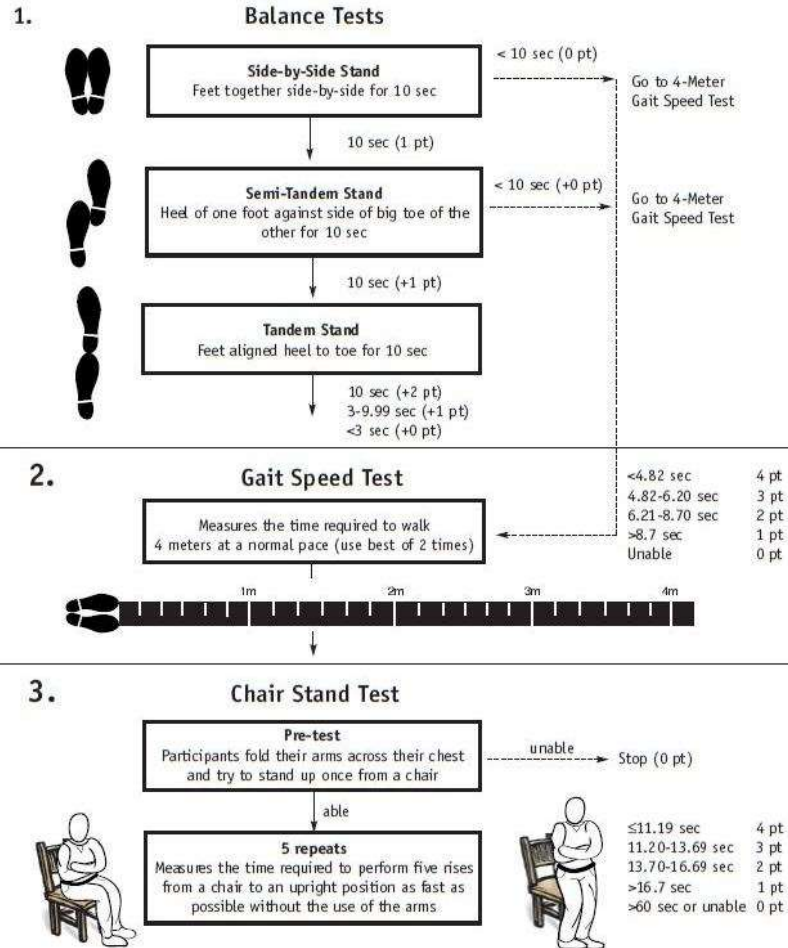 1.
Balance Tests
Side-by-Side Stand
Feet together side-by-side for 10 sec
< 10 sec (0 pt)
Go to 4-Meter
Gait Speed Test
10 sec (1 pt)
Semi-Tandem Stand
Heel of one foot against side of big toe of the
other for 10 sec
< 10 sec (+0 pt)
Go to 4-Meter
Gait Speed Test
10 sec (+1 pt)
Tandem Stand
Feet aligned heel to toe for 10 sec
10 sec (+2 pt)
3-9.99 sec (+1 pt)
<3 sec (+0 pt)
2.
Gait Speed Test
Measures the time required to walk
4 meters at a normal pace (use best of 2 times)
<4.82 sec 4 pt
4.82-6.20 sec 3 pt
6.21-8.70 sec 2 pt
>8.7 sec 1 pt
Unable 0 pt
1m 2m 3m 4m
3.
Chair Stand Test
Pre-test
Participants fold their arms across their chest
and try to stand up once from a chair
unable
Stop (0 pt)
able
5 repeats
Measures the time required to perform five rises
from a chair to an upright position as fast as
possible without the use of the arms
≤11.19 sec 4 pt
11.20-13.69 sec 3 pt
13.70-16.69 sec 2 pt
>16.7 sec 1 pt
>60 sec or unable 0 pt